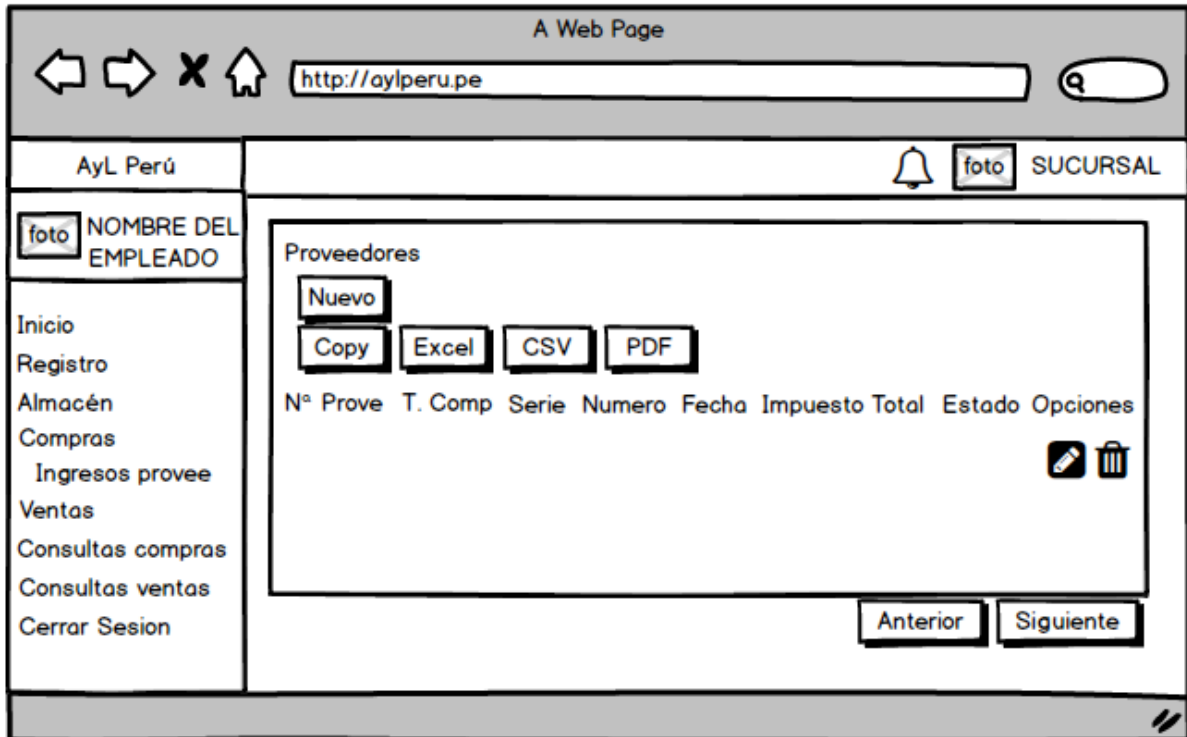 A Web Page
http://aylperu.pe
AyL Perú
foto SUCURSAL
foto NOMBRE DEL
EMPLEADO
Inicio
Registro
Almacén
Compras
Ingresos provee
Ventas
Consultas compras
Consultas ventas
Cerrar Sesion
Proveedores
Nuevo
Copy Excel CSV PDF
Nª Prove T. Comp Serie Numero Fecha Impuesto Total Estado Opciones
Anterior Siguiente